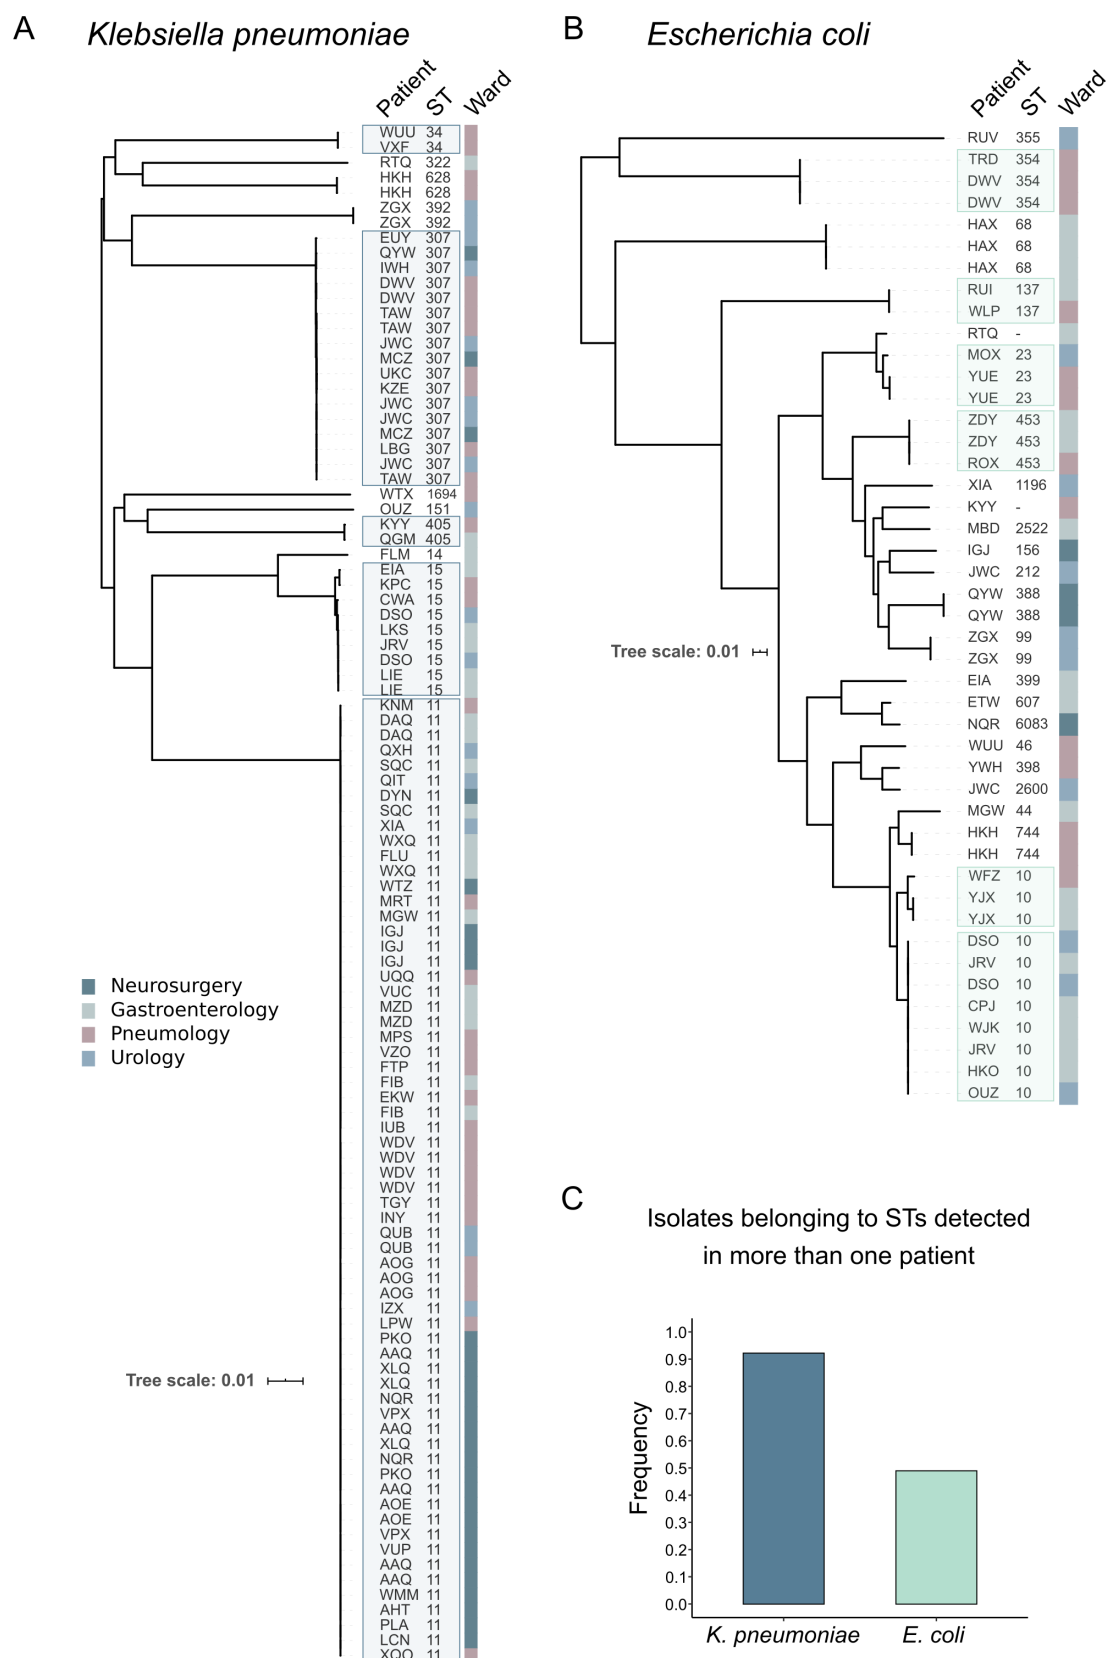 A
Klebsiella pneumoniae
Patient ST Ward
WUU 34
VXF 34
RTQ 322
HKH 628
HKH 628
ZGX 392
ZGX 392
EUY 307
QYW 307
IWH 307
DWV 307
DWV 307
TAW 307
TAW 307
JWC 307
MCZ 307
UKC 307
KZE 307
JWC 307
JWC 307
MCZ 307
LBG 307
JWC 307
TAW 307
WTX 1694
OUZ 151
KYY 405
QGM 405
FLM 14
EIA 15
KPC 15
CWA 15
DSO 15
LKS 15
JRV 15
DSO 15
LIE 15
LIE 15
KNM 11
DAQ 11
DAQ 11
QXH 11
SQC 11
QIT 11
DYN 11
SQC 11
XIA 11
WXQ 11
FLU 11
WXQ 11
WTZ 11
MRT 11
MGW 11
IGJ 11
IGJ 11
IGJ 11
UQQ 11
VUC 11
MZD 11
MZD 11
MPS 11
VZO 11
FTP 11
FIB 11
EKW 11
FIB 11
IUB 11
WDV 11
WDV 11
WDV 11
WDV 11
TGY 11
INY 11
QUB 11
QUB 11
AOG 11
AOG 11
AOG 11
IZX 11
LPW 11
PKO 11
AAQ 11
XLQ 11
XLQ 11
NQR 11
VPX 11
AAQ 11
XLQ 11
NQR 11
PKO 11
AAQ 11
AOE 11
AOE 11
VPX 11
VUP 11
AAQ 11
AAQ 11
WMM 11
AHT 11
PLA 11
LCN 11
Neurosurgery
Gastroenterology
Pneumology
Urology
Tree scale: 0.01
B
Escherichia coli
Patient ST Ward
RUV 355
TRD 354
DWV 354
DWV 354
HAX 68
HAX 68
HAX 68
RUI 137
WLP 137
RTQ -
MOX 23
YUE 23
YUE 23
ZDY 453
ZDY 453
ROX 453
XIA 1196
KYY -
MBD 2522
IGJ 156
JWC 212
QYW 388
QYW 388
ZGX 99
ZGX 99
EIA 399
ETW 607
NQR 6083
WUU 46
YWH 398
JWC 2600
MGW 44
HKH 744
HKH 744
WFZ 10
YJX 10
YJX 10
DSO 10
JRV 10
DSO 10
CPJ 10
WJK 10
JRV 10
HKO 10
OUZ 10
Tree scale: 0.01
C
Isolates belonging to STs detected
in more than one patient
Frequency
1.0
0.9
0.8
0.7
0.6
0.5
0.4
0.3
0.2
0.1
0.0
K. pneumoniae
E. coli